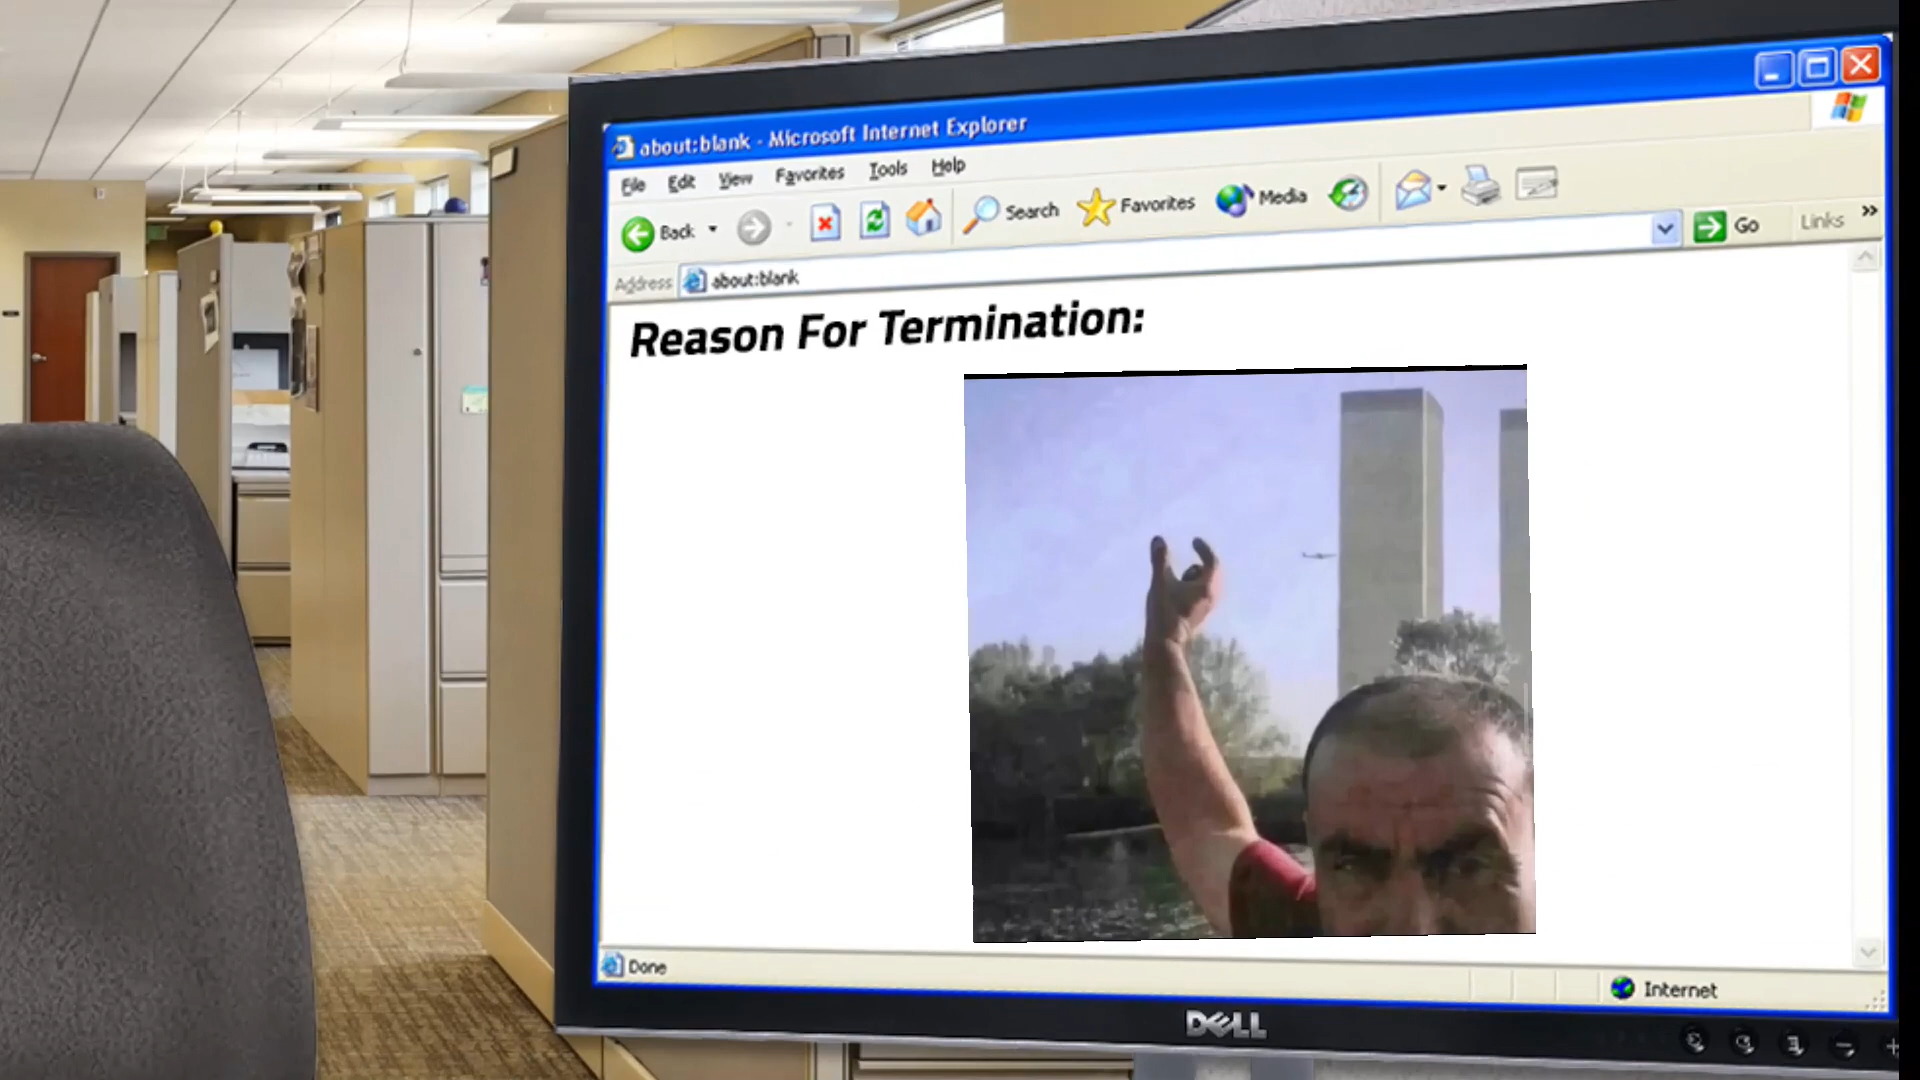 about:blank - Microsoft Internet Explorer
File Edit View Favorites Tools Help
Back Search Favorites Media
Address about:blank Go Links »
Reason For Termination:
Done Internet
DELL